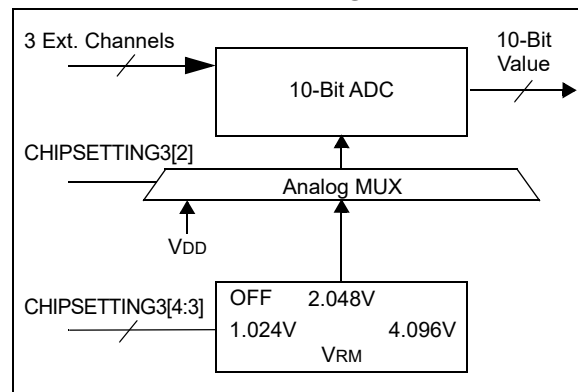 3 Ext. Channels
10-Bit
Value
10-Bit ADC
CHIPSETTING3[2]
Analog MUX
VDD
CHIPSETTING3[4:3]
OFF 2.048V
1.024V 4.096V
VRM